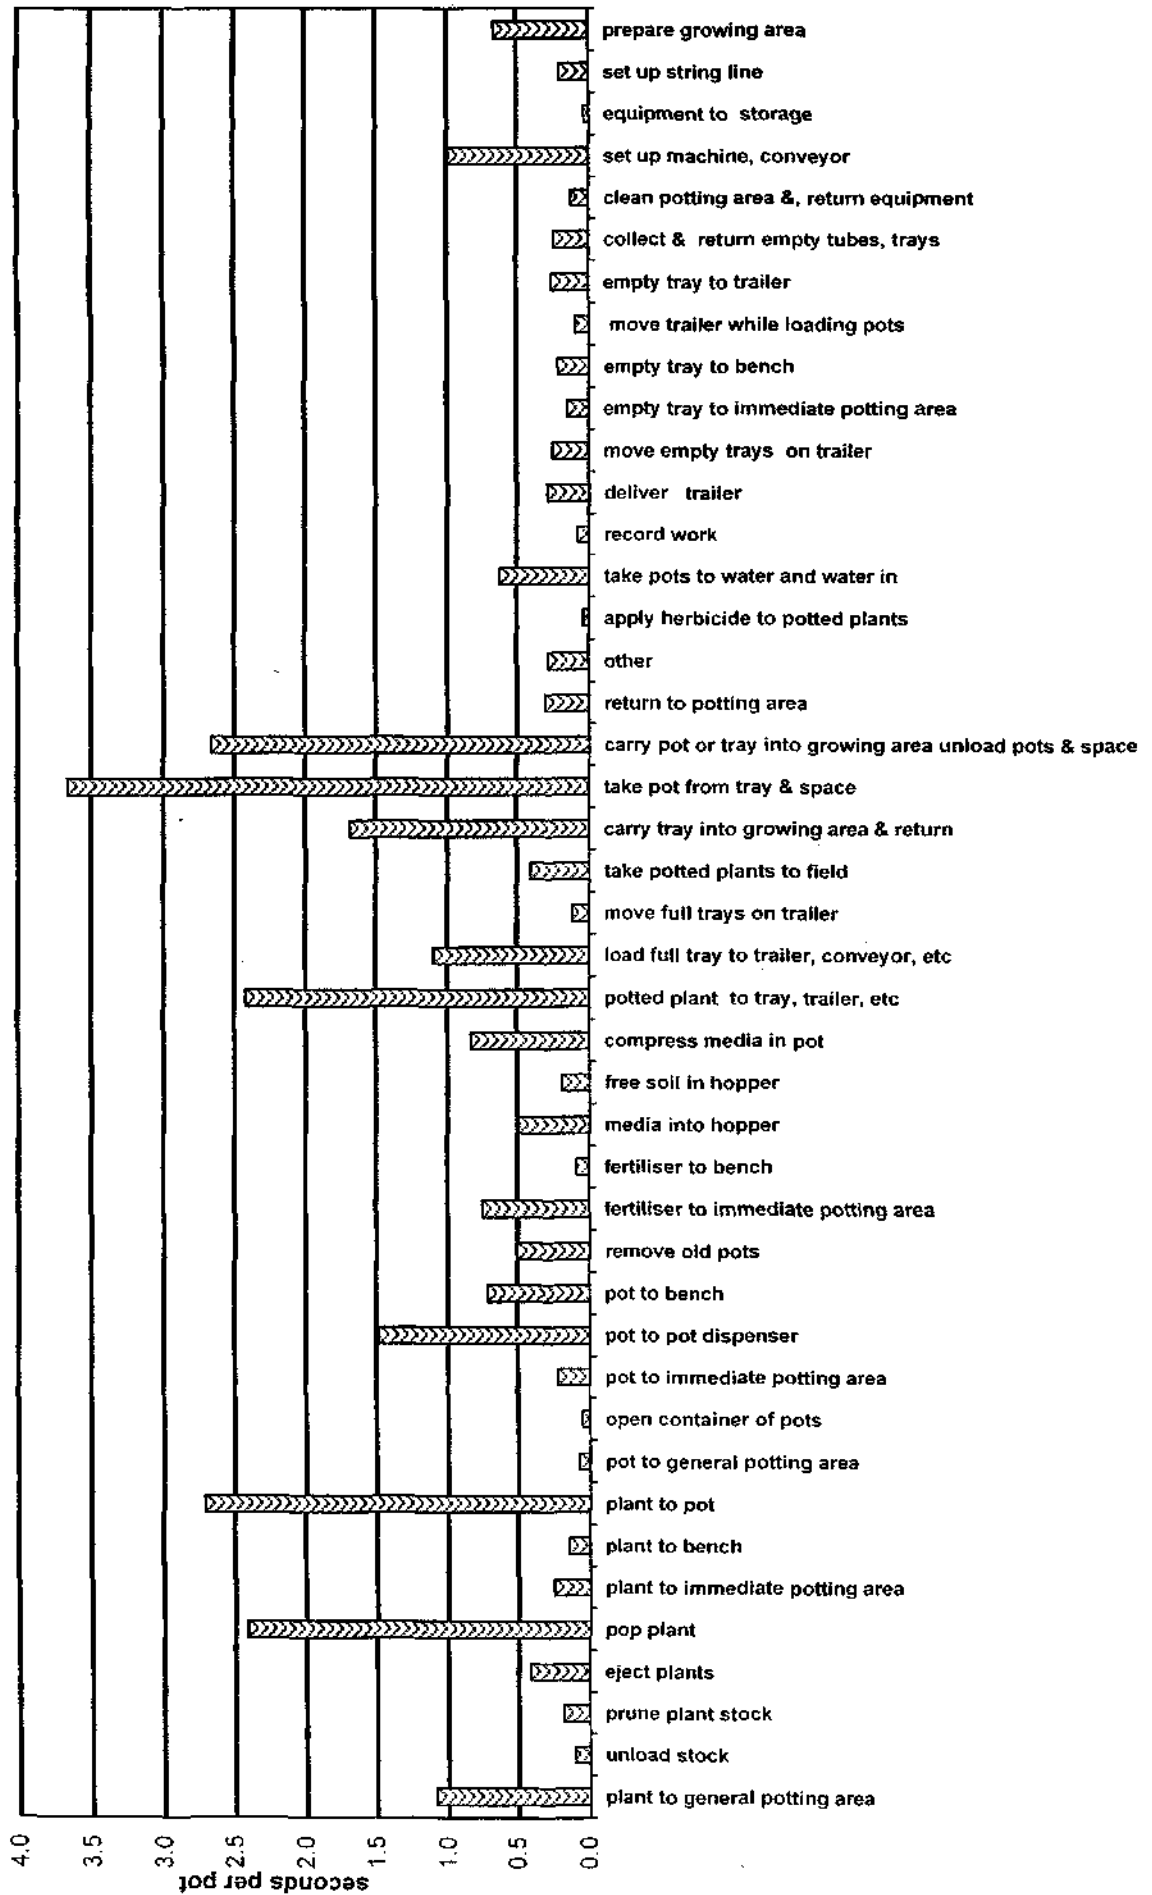 prepare growing area
set up string line
equipment to storage
set up machine, conveyor
clean potting area &, return equipment
collect & return empty tubes, trays
empty tray to trailer
move trailer while loading pots
empty tray to bench
empty tray to immediate potting area
move empty trays on trailer
deliver trailer
record work
take pots to water and water in
apply herbicide to potted plants
other
return to potting area
carry pot or tray into growing area unload pots & space
take pot from tray & space
carry tray into growing area & return
take potted plants to field
move full trays on trailer
load full tray to trailer, conveyor, etc
potted plant to tray, trailer, etc
compress media in pot
free soil in hopper
media into hopper
fertiliser to bench
fertiliser to immediate potting area
remove old pots
pot to bench
pot to pot dispenser
pot to immediate potting area
open container of pots
pot to general potting area
plant to pot
plant to bench
plant to immediate potting area
pop plant
eject plants
prune plant stock
unload stock
plant to general potting area
4.0
3.5
3.0
2.5
2.0
1.5
1.0
0.5
0.0
seconds per pot